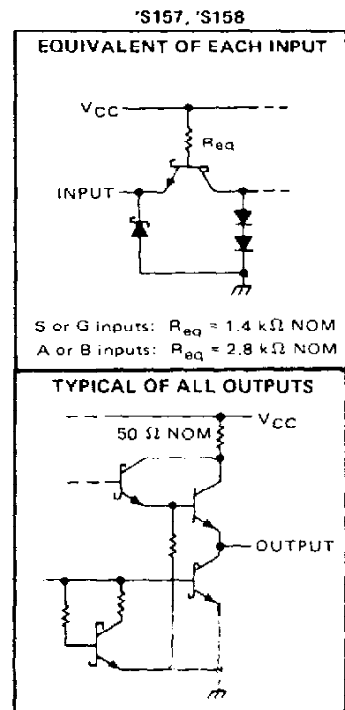 'S157, 'S158
EQUIVALENT OF EACH INPUT
VCC
Req
INPUT
S or G inputs: Req = 1.4 kΩ NOM
A or B inputs: Req = 2.8 kΩ NOM
TYPICAL OF ALL OUTPUTS
VCC
50 Ω NOM
OUTPUT